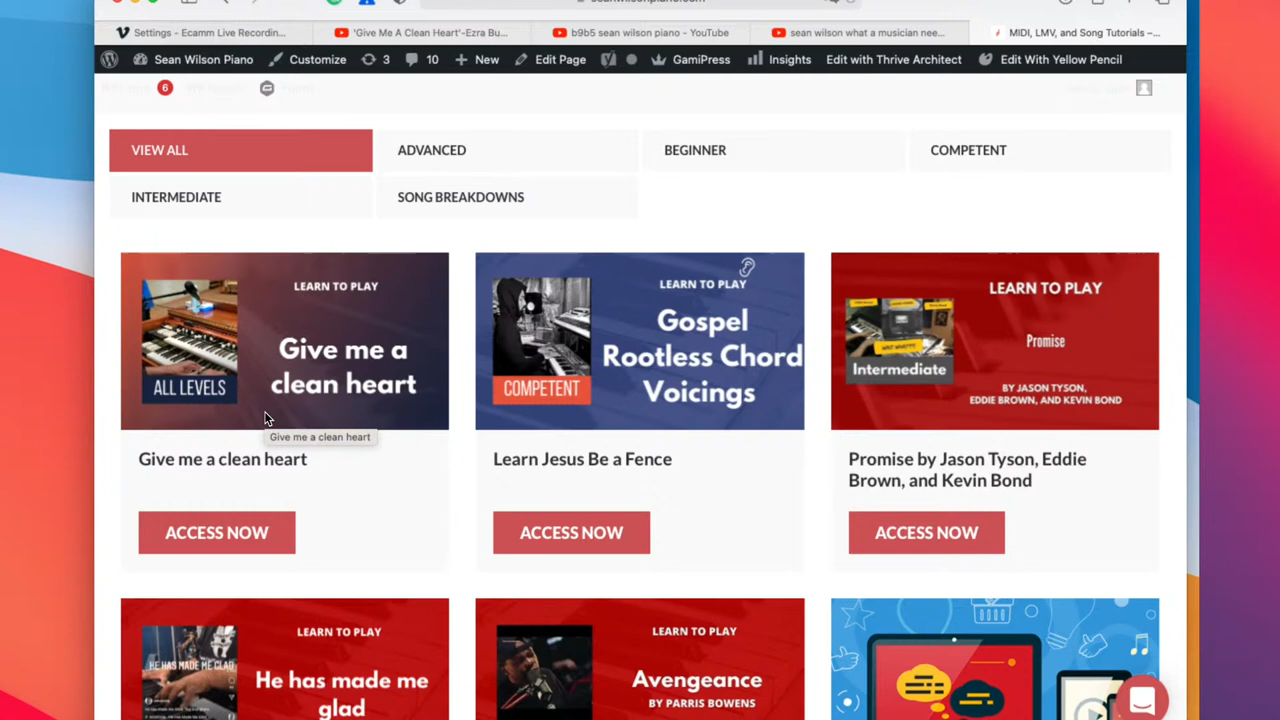 Settings - Ecamm Live Recordin...
'Give Me A Clean Heart'-Ezra Bu...
b9b5 sean wilson piano - YouTube
sean wilson what a musician nee...
MIDI, LMV, and Song Tutorials –...
Sean Wilson Piano
Customize
3
10
New
Edit Page
GamiPress
Insights
Edit with Thrive Architect
Edit With Yellow Pencil
6
VIEW ALL
ADVANCED
BEGINNER
COMPETENT
INTERMEDIATE
SONG BREAKDOWNS
LEARN TO PLAY
Give me a
clean heart
ALL LEVELS
LEARN TO PLAY
Gospel
Rootless Chord
Voicings
COMPETENT
LEARN TO PLAY
Promise
Intermediate
BY JASON TYSON,
EDDIE BROWN, AND KEVIN BOND
Give me a clean heart
Give me a clean heart
Learn Jesus Be a Fence
Promise by Jason Tyson, Eddie
Brown, and Kevin Bond
ACCESS NOW
ACCESS NOW
ACCESS NOW
LEARN TO PLAY
HE HAS MADE ME GLAD
He has made me
glad
LEARN TO PLAY
Avengeance
BY PARRIS BOWENS